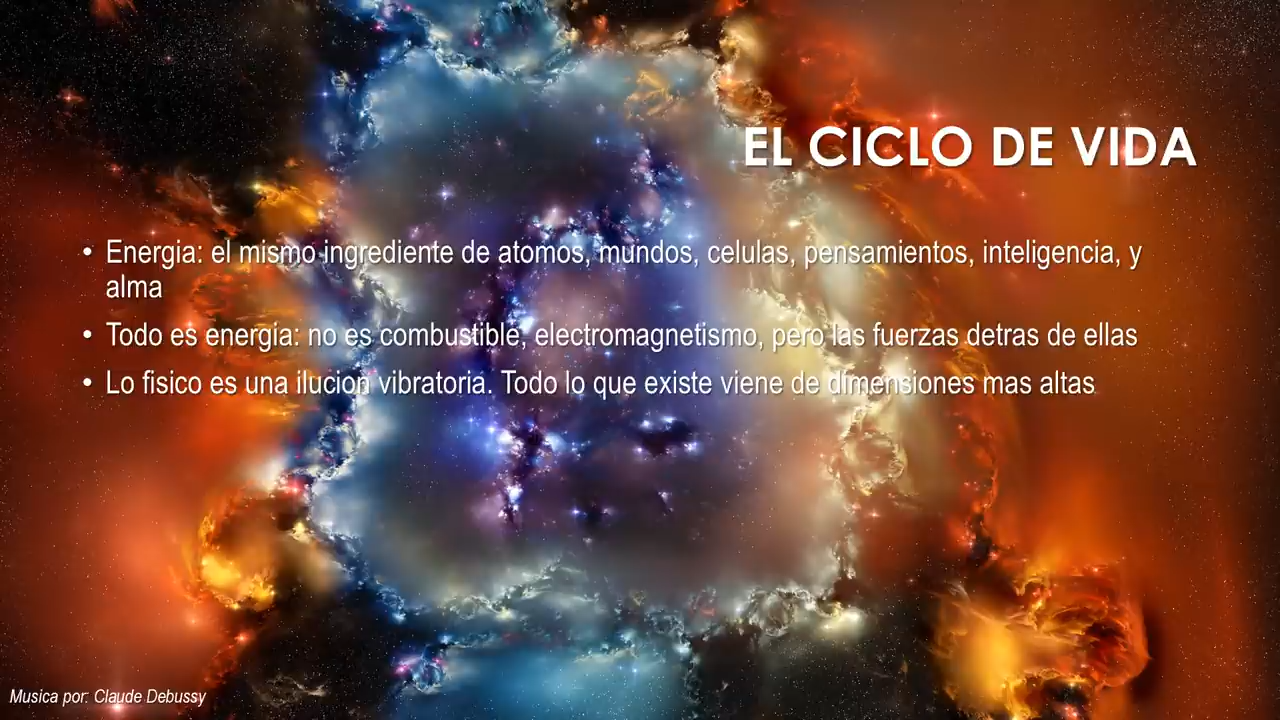 EL CICLO DE VIDA
• Energia: el mismo ingrediente de atomos, mundos, celulas, pensamientos, inteligencia, y
alma
• Todo es energia: no es combustible, electromagnetismo, pero las fuerzas detras de ellas
• Lo fisico es una ilucion vibratoria. Todo lo que existe viene de dimensiones mas altas
Musica por: Claude Debussy